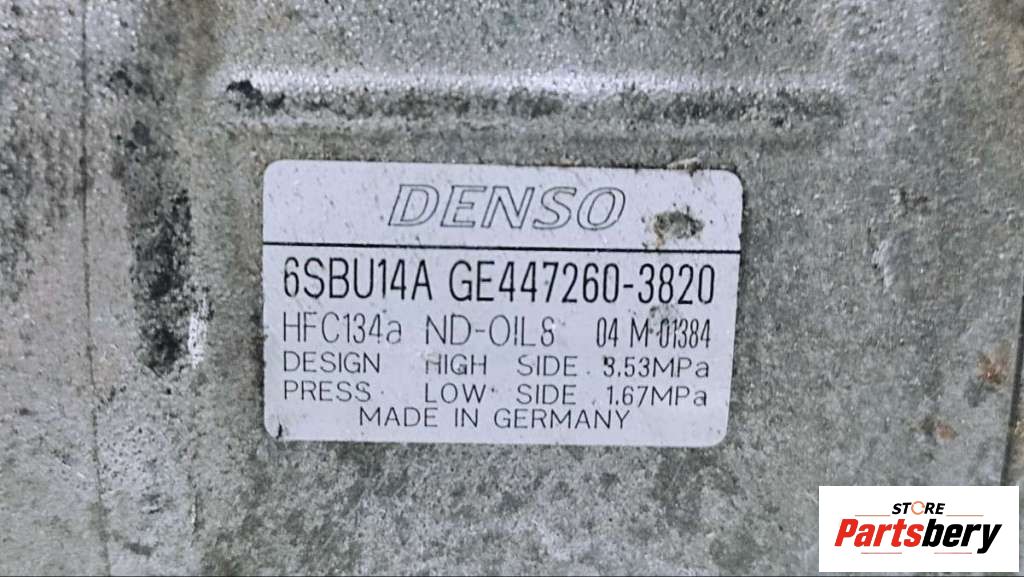 DENSO
6SBU14A GE447260-3820
HFC134a ND-OIL8 04 M 01384
DESIGN HIGH SIDE 3.53MPa
PRESS LOW SIDE 1.67MPa
MADE IN GERMANY
STORE
Partsbery